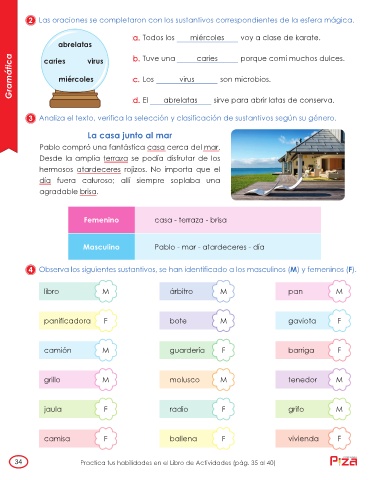 Gramática
2 Las oraciones se completaron con los sustantivos correspondientes de la esfera mágica.
abrelatas
caries virus
miércoles
a. Todos los miércoles voy a clase de karate.
b. Tuve una caries porque comí muchos dulces.
c. Los virus son microbios.
d. El abrelatas sirve para abrir latas de conserva.
3 Analiza el texto, verifica la selección y clasificación de sustantivos según su género.
La casa junto al mar
Pablo compró una fantástica casa cerca del mar.
Desde la amplia terraza se podía disfrutar de los
hermosos atardeceres rojizos. No importa que el
día fuera caluroso; allí siempre soplaba una
agradable brisa.
Femenino casa - terraza - brisa
Masculino Pablo - mar - atardeceres - día
4 Observa los siguientes sustantivos, se han identificado a los masculinos (M) y femeninos (F).
libro M árbitro M pan M
panificadora F bote M gaviota F
camión M guardería F barriga F
grillo M molusco M tenedor M
jaula F radio F grifo M
camisa F ballena F vivienda F
34 Practica tus habilidades en el Libro de Actividades (pág. 35 al 40)